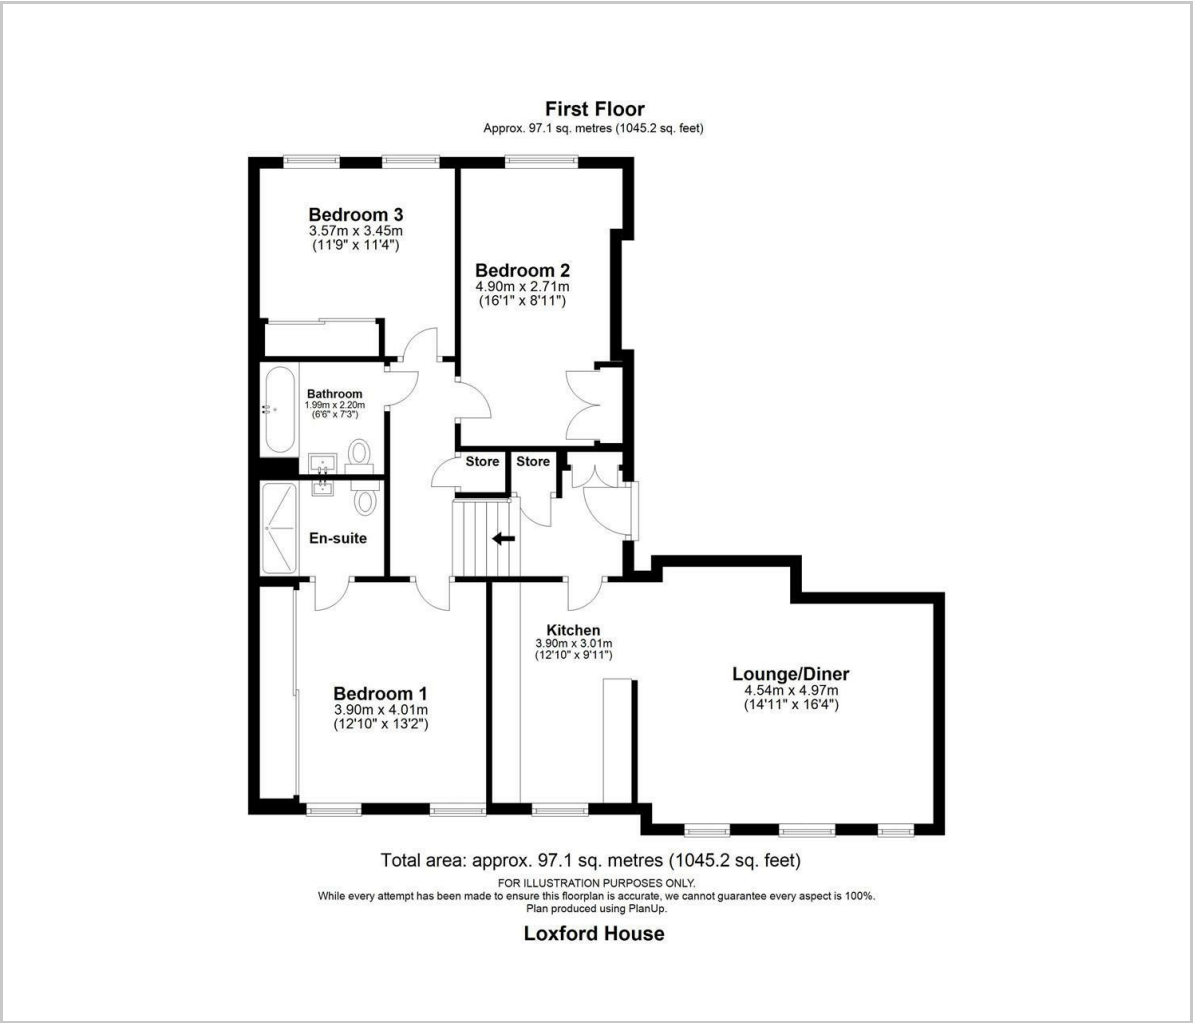 First Floor
Approx. 97.1 sq. metres (1045.2 sq. feet)
Bedroom 3
3.57m x 3.45m
(11'9" x 11'4")
Bedroom 2
4.90m x 2.71m
(16'1" x 8'11")
Bathroom
1.99m x 2.20m
(6'6" x 7'3")
Store
Store
En-suite
Kitchen
3.90m x 3.01m
(12'10" x 9'11")
Bedroom 1
3.90m x 4.01m
(12'10" x 13'2")
Lounge/Diner
4.54m x 4.97m
(14'11" x 16'4")
Total area: approx. 97.1 sq. metres (1045.2 sq. feet)
FOR ILLUSTRATION PURPOSES ONLY.
While every attempt has been made to ensure this floorplan is accurate, we cannot guarantee every aspect is 100%.
Plan produced using PlanUp.
Loxford House